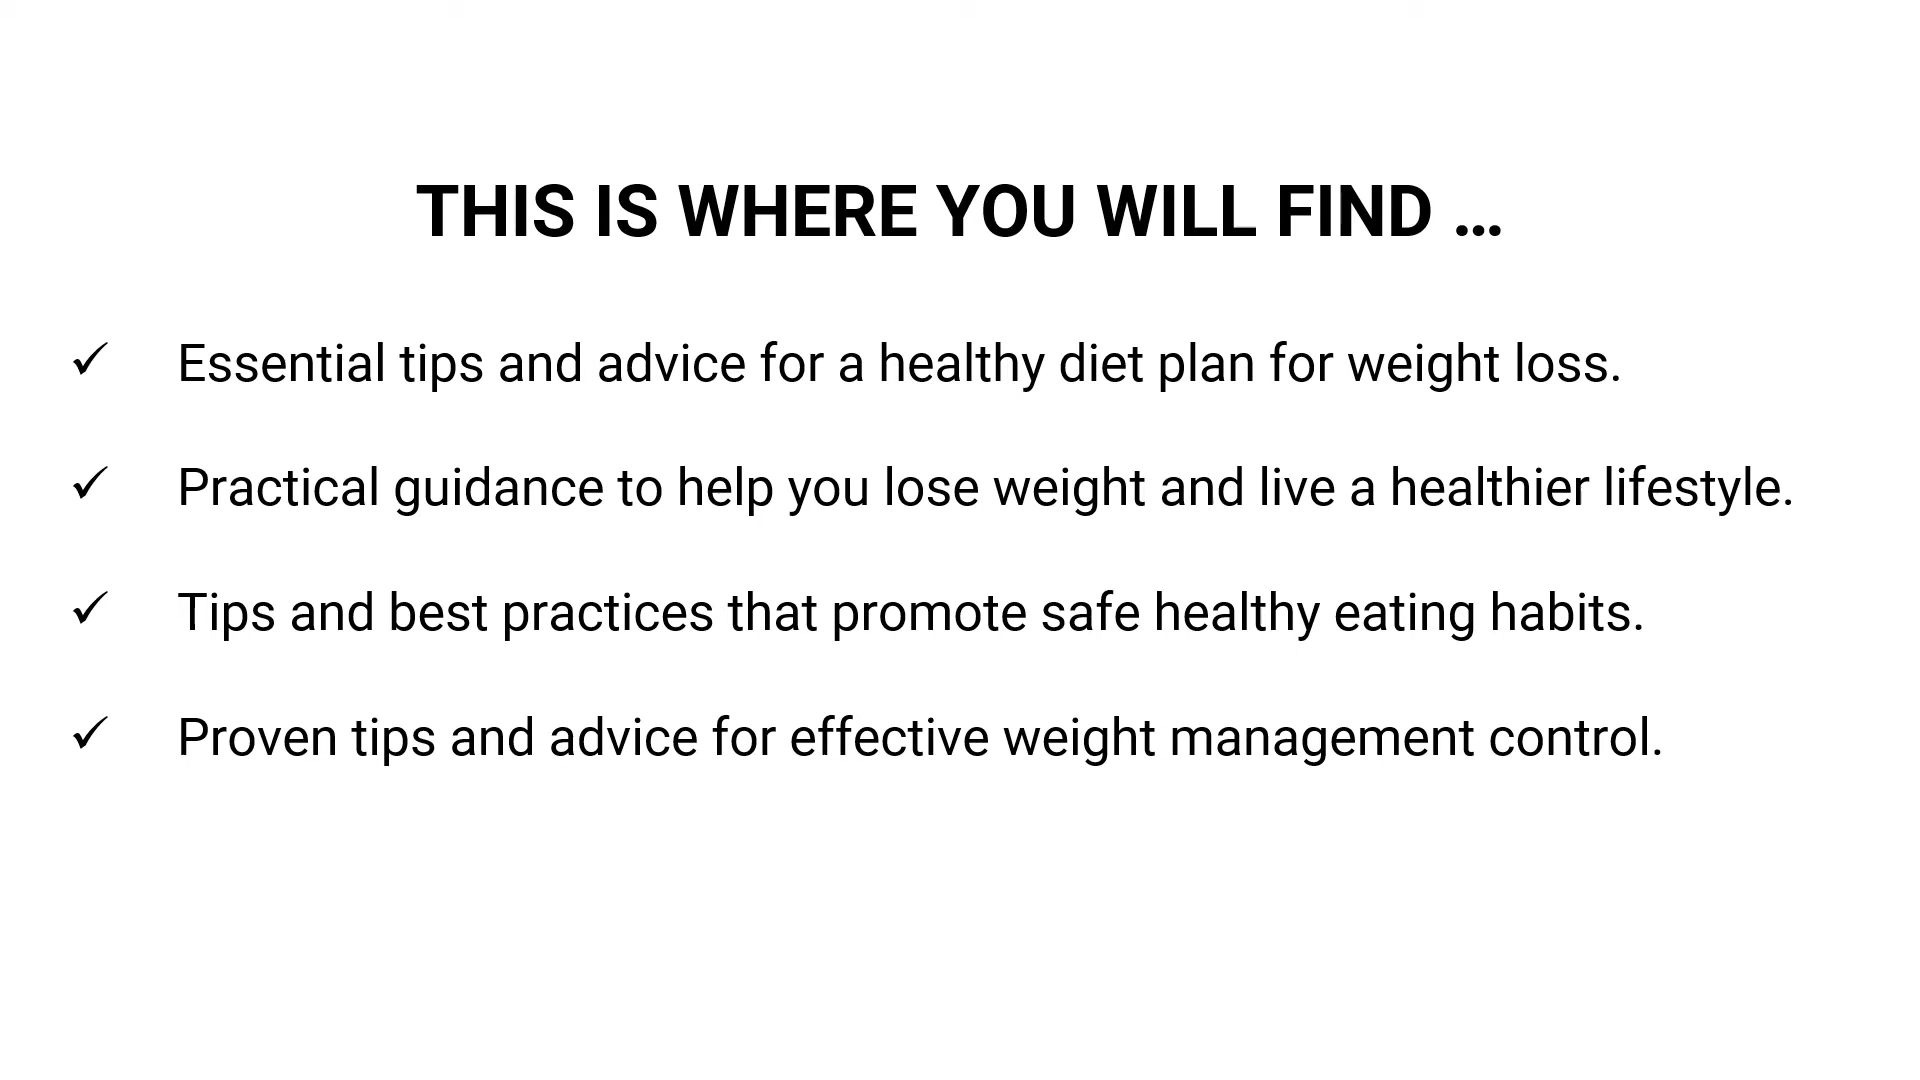 THIS IS WHERE YOU WILL FIND …
✓ Essential tips and advice for a healthy diet plan for weight loss.
✓ Practical guidance to help you lose weight and live a healthier lifestyle.
✓ Tips and best practices that promote safe healthy eating habits.
✓ Proven tips and advice for effective weight management control.